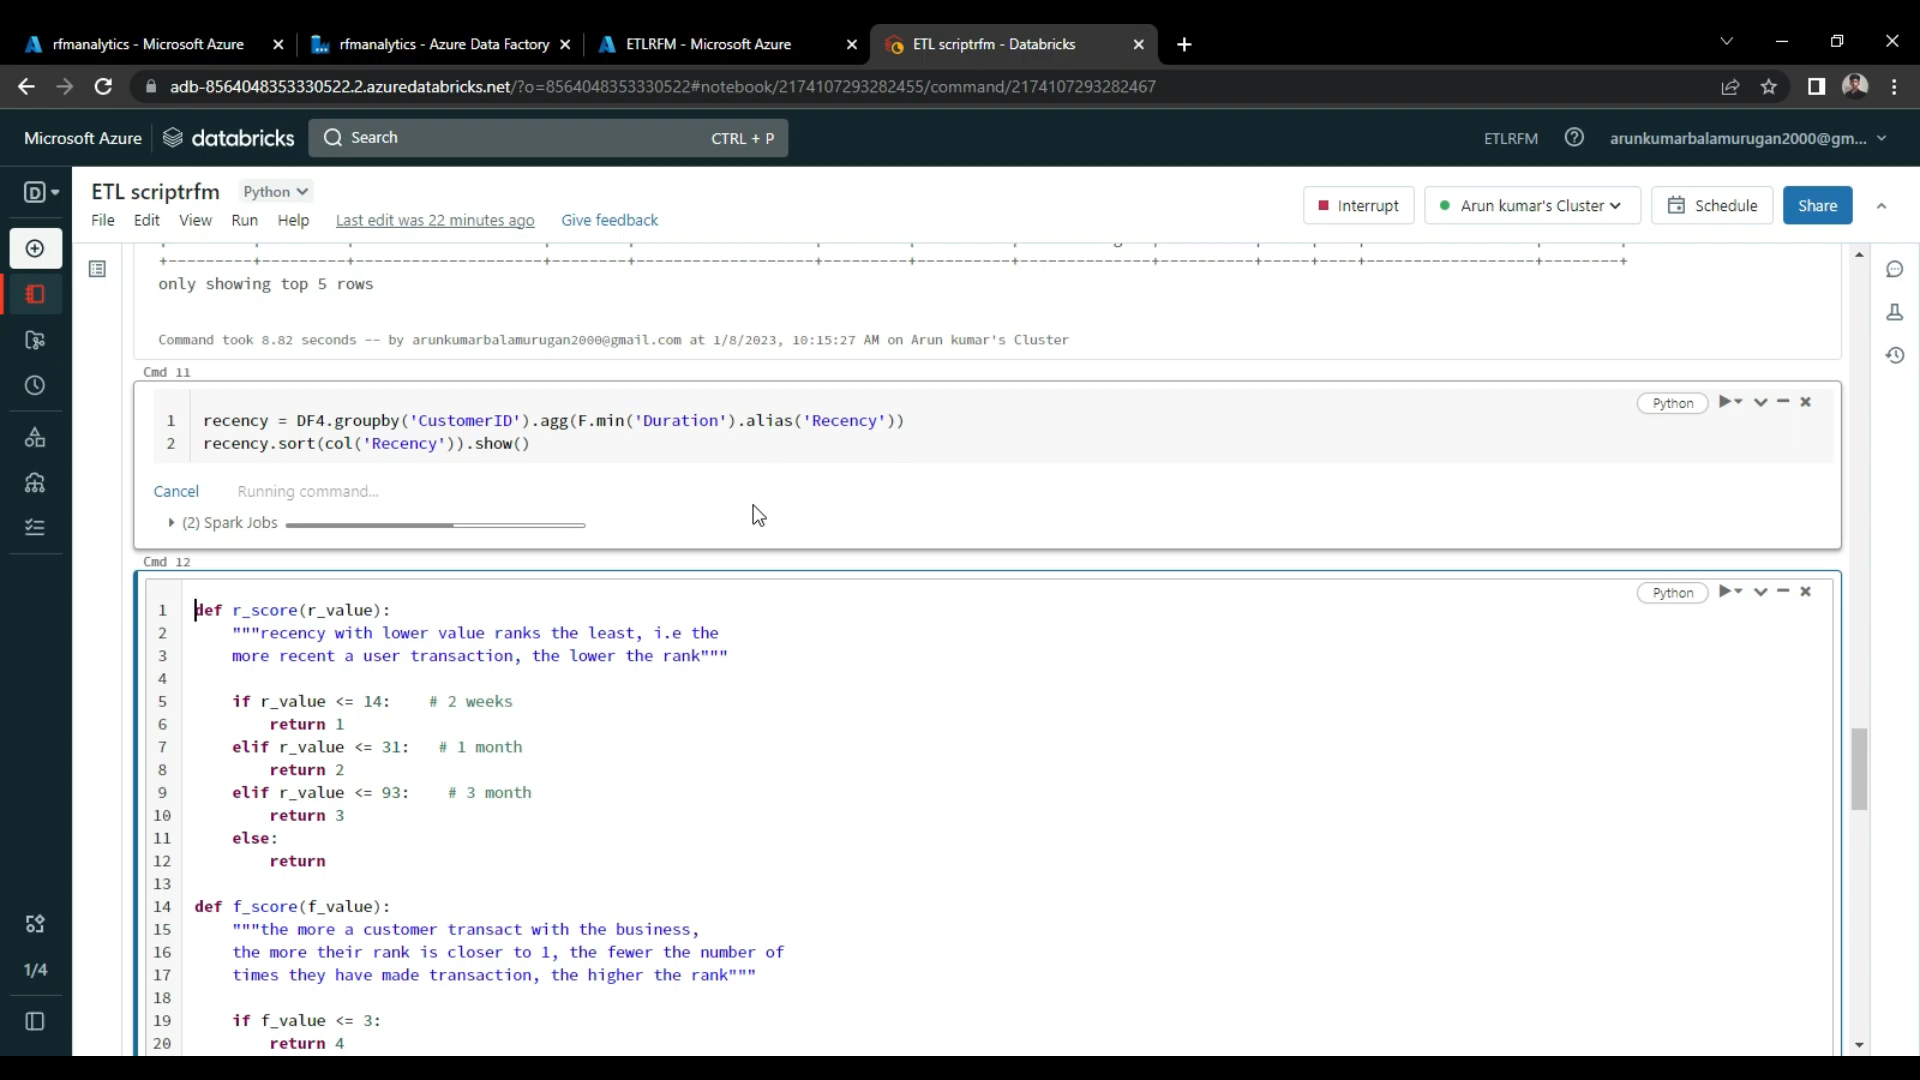 rfmanalytics - Microsoft Azure
rfmanalytics - Azure Data Factory
ETLRFM - Microsoft Azure
ETL scriptrfm - Databricks
adb-8564048353330522.2.azuredatabricks.net/?o=8564048353330522#notebook/2174107293282455/command/2174107293282467
Microsoft Azure
databricks
Search
CTRL + P
ETLRFM
arunkumarbalamurugan2000@gm...
ETL scriptrfm
Python
File Edit View Run Help
Last edit was 22 minutes ago
Give feedback
Interrupt
Arun kumar's Cluster
Schedule
Share
+---------+---------+--------------------+--------+-------------------+---------+----------+--------------+----------+-----+----+------------------+--------+
only showing top 5 rows
Command took 8.82 seconds -- by arunkumarbalamurugan2000@gmail.com at 1/8/2023, 10:15:27 AM on Arun kumar's Cluster
Cmd 11
Python
1 recency = DF4.groupby('CustomerID').agg(F.min('Duration').alias('Recency'))
2 recency.sort(col('Recency')).show()
Cancel Running command...
(2) Spark Jobs
Cmd 12
Python
1 def r_score(r_value):
2 """recency with lower value ranks the least, i.e the
3 more recent a user transaction, the lower the rank"""
4
5 if r_value <= 14: # 2 weeks
6 return 1
7 elif r_value <= 31: # 1 month
8 return 2
9 elif r_value <= 93: # 3 month
10 return 3
11 else:
12 return
13
14 def f_score(f_value):
15 """the more a customer transact with the business,
16 the more their rank is closer to 1, the fewer the number of
17 times they have made transaction, the higher the rank"""
18
19 if f_value <= 3:
20 return 4
1/4